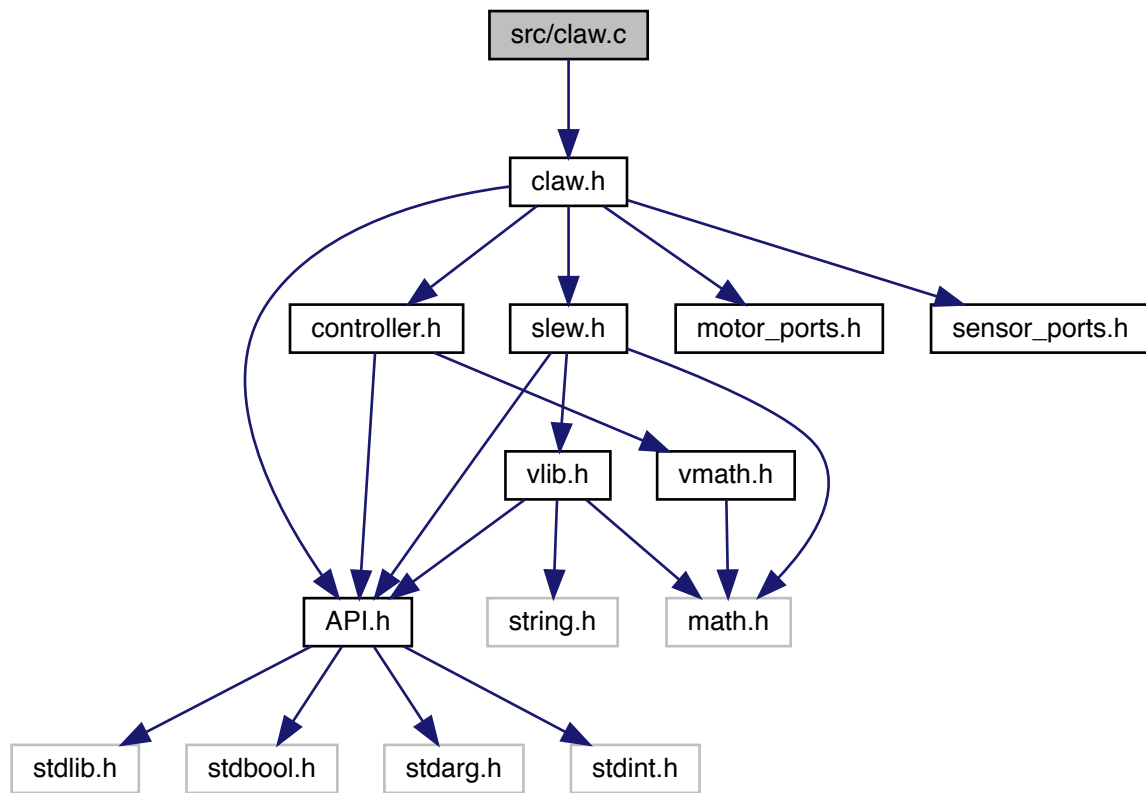 src/claw.c
claw.h
controller.h
slew.h
motor_ports.h
sensor_ports.h
vlib.h
vmath.h
API.h
string.h
math.h
stdlib.h
stdbool.h
stdarg.h
stdint.h